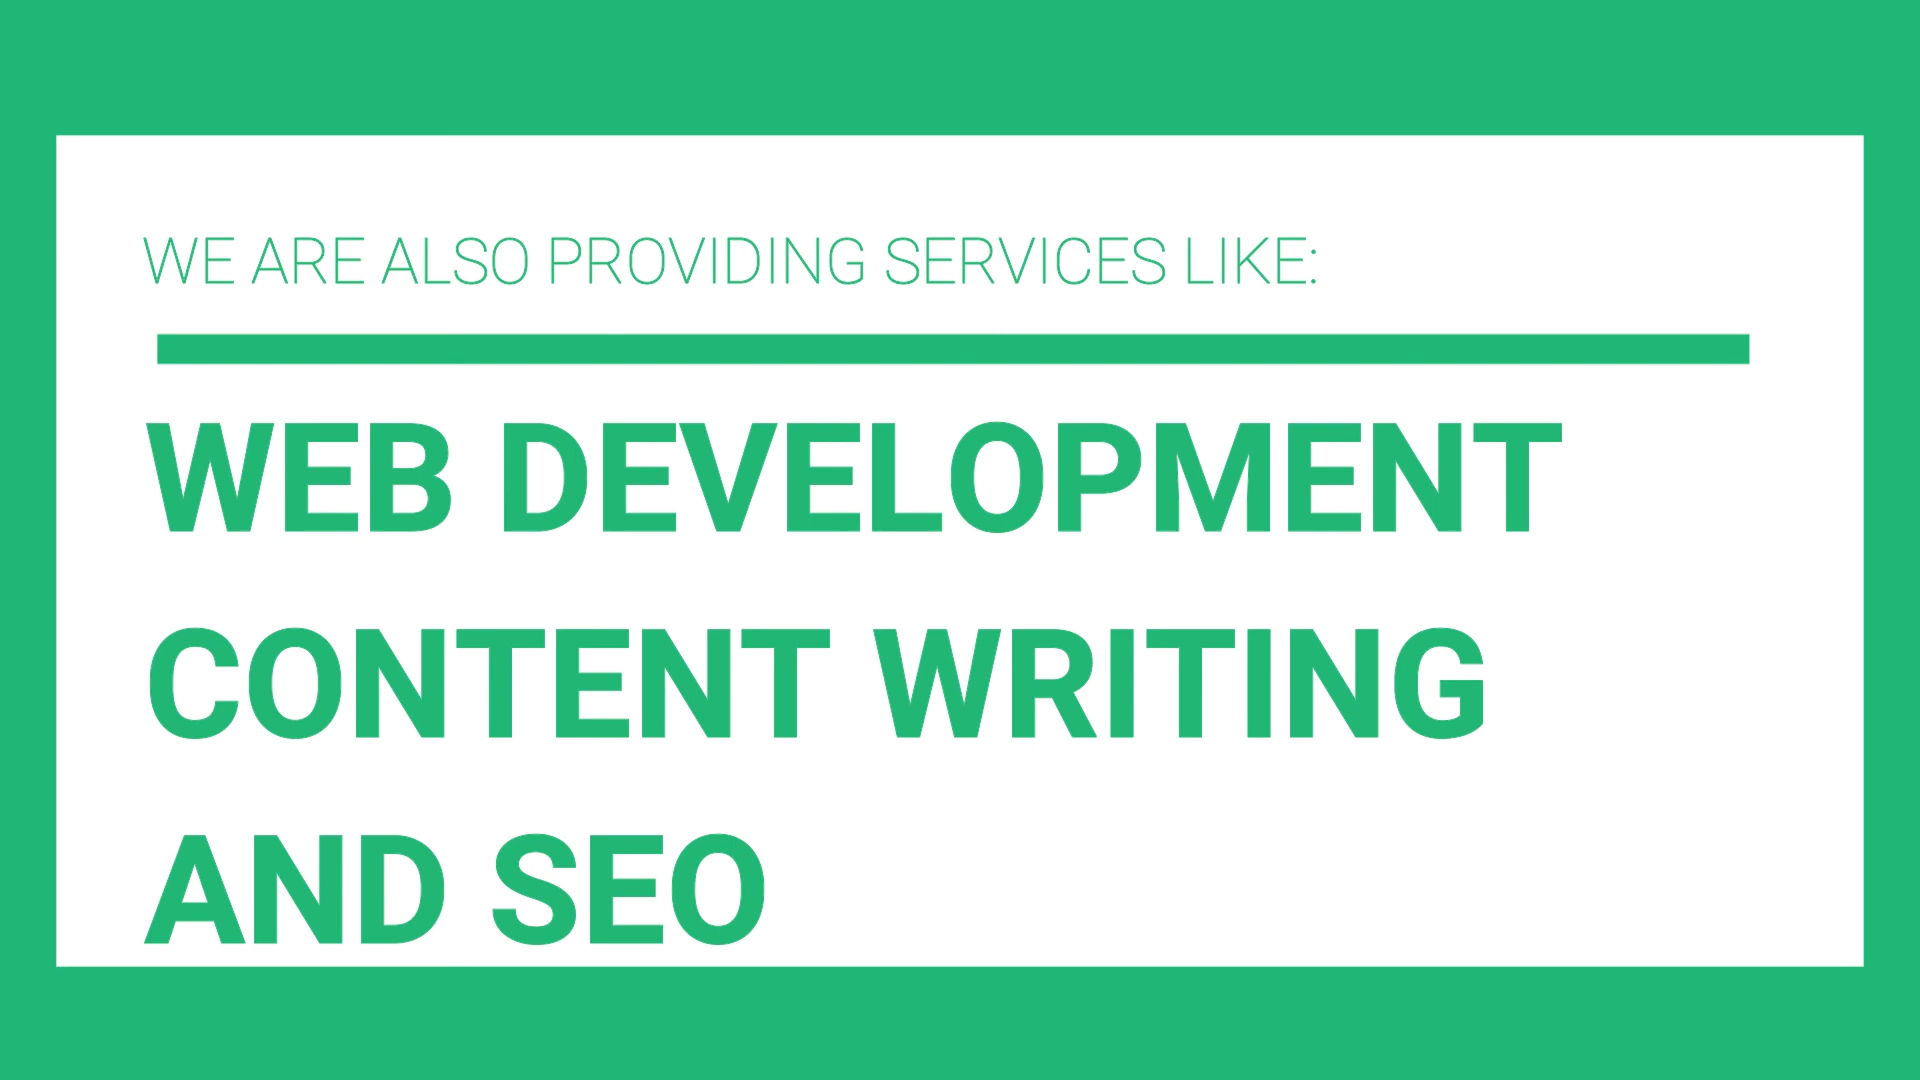 WE ARE ALSO PROVIDING SERVICES LIKE:
WEB DEVELOPMENT
CONTENT WRITING
AND SEO